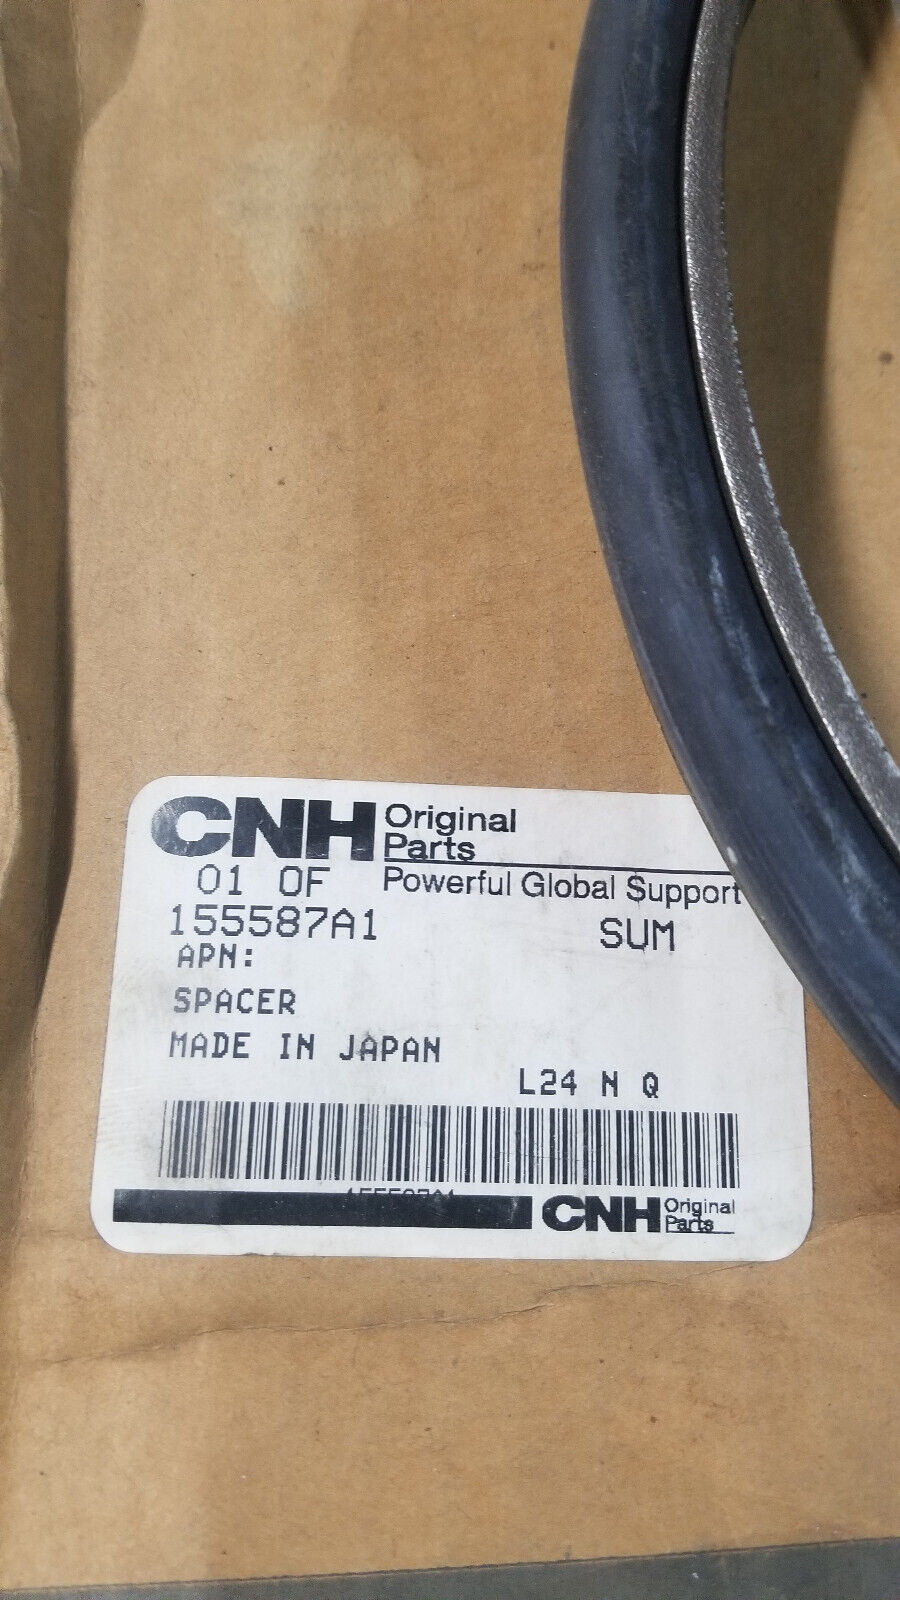 CNH Original
Parts
01 OF Powerful Global Support
155587A1 SUM
APN:
SPACER
MADE IN JAPAN
L24 N Q
CNH Original
Parts